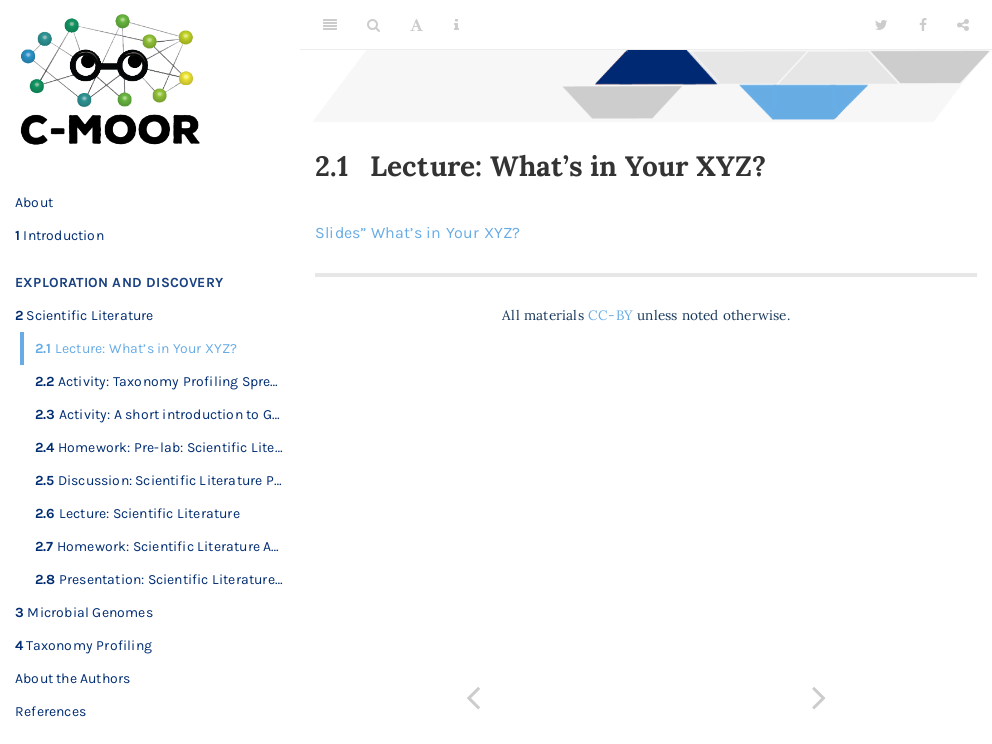 C-MOOR
About
1 Introduction
EXPLORATION AND DISCOVERY
2 Scientific Literature
2.1 Lecture: What’s in Your XYZ?
2.2 Activity: Taxonomy Profiling Spre…
2.3 Activity: A short introduction to G…
2.4 Homework: Pre-lab: Scientific Lite…
2.5 Discussion: Scientific Literature P…
2.6 Lecture: Scientific Literature
2.7 Homework: Scientific Literature A…
2.8 Presentation: Scientific Literature…
3 Microbial Genomes
4 Taxonomy Profiling
About the Authors
References
A
2.1 Lecture: What’s in Your XYZ?
Slides” What’s in Your XYZ?
All materials CC-BY unless noted otherwise.